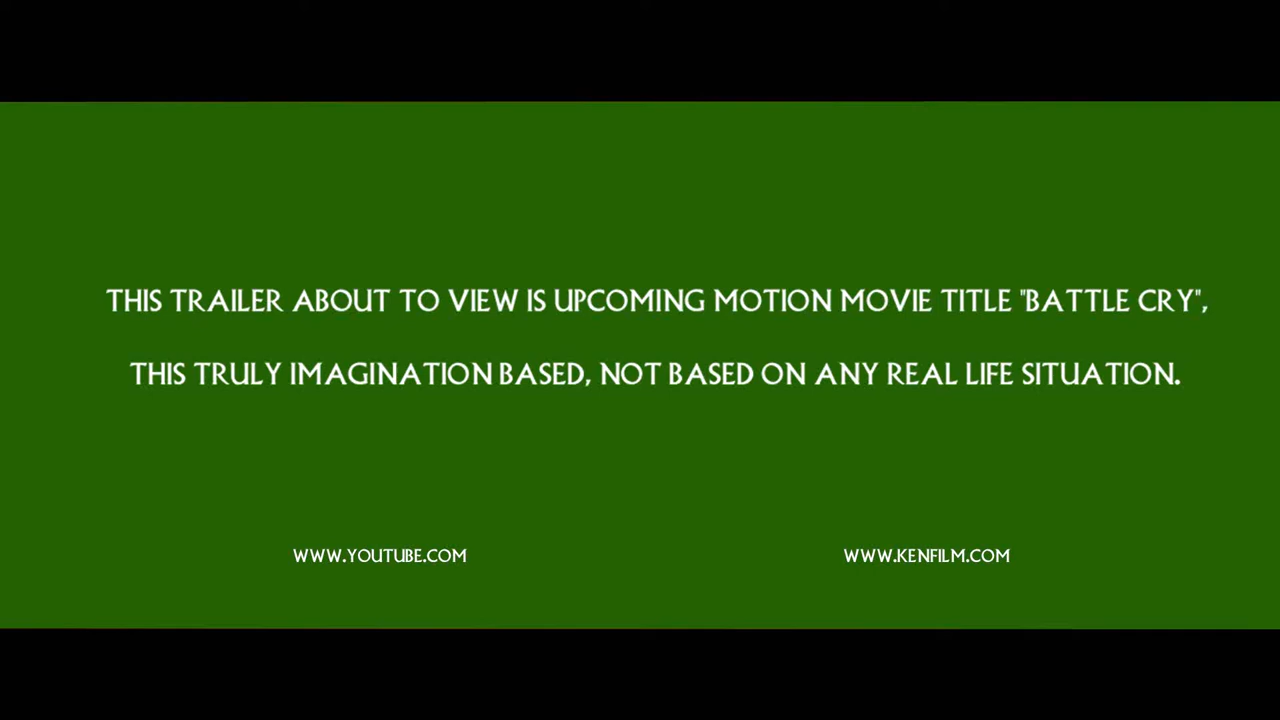 THIS TRAILER ABOUT TO VIEW IS UPCOMING MOTION MOVIE TITLE "BATTLE CRY",
THIS TRULY IMAGINATION BASED, NOT BASED ON ANY REAL LIFE SITUATION.
WWW.YOUTUBE.COM WWW.KENFILM.COM